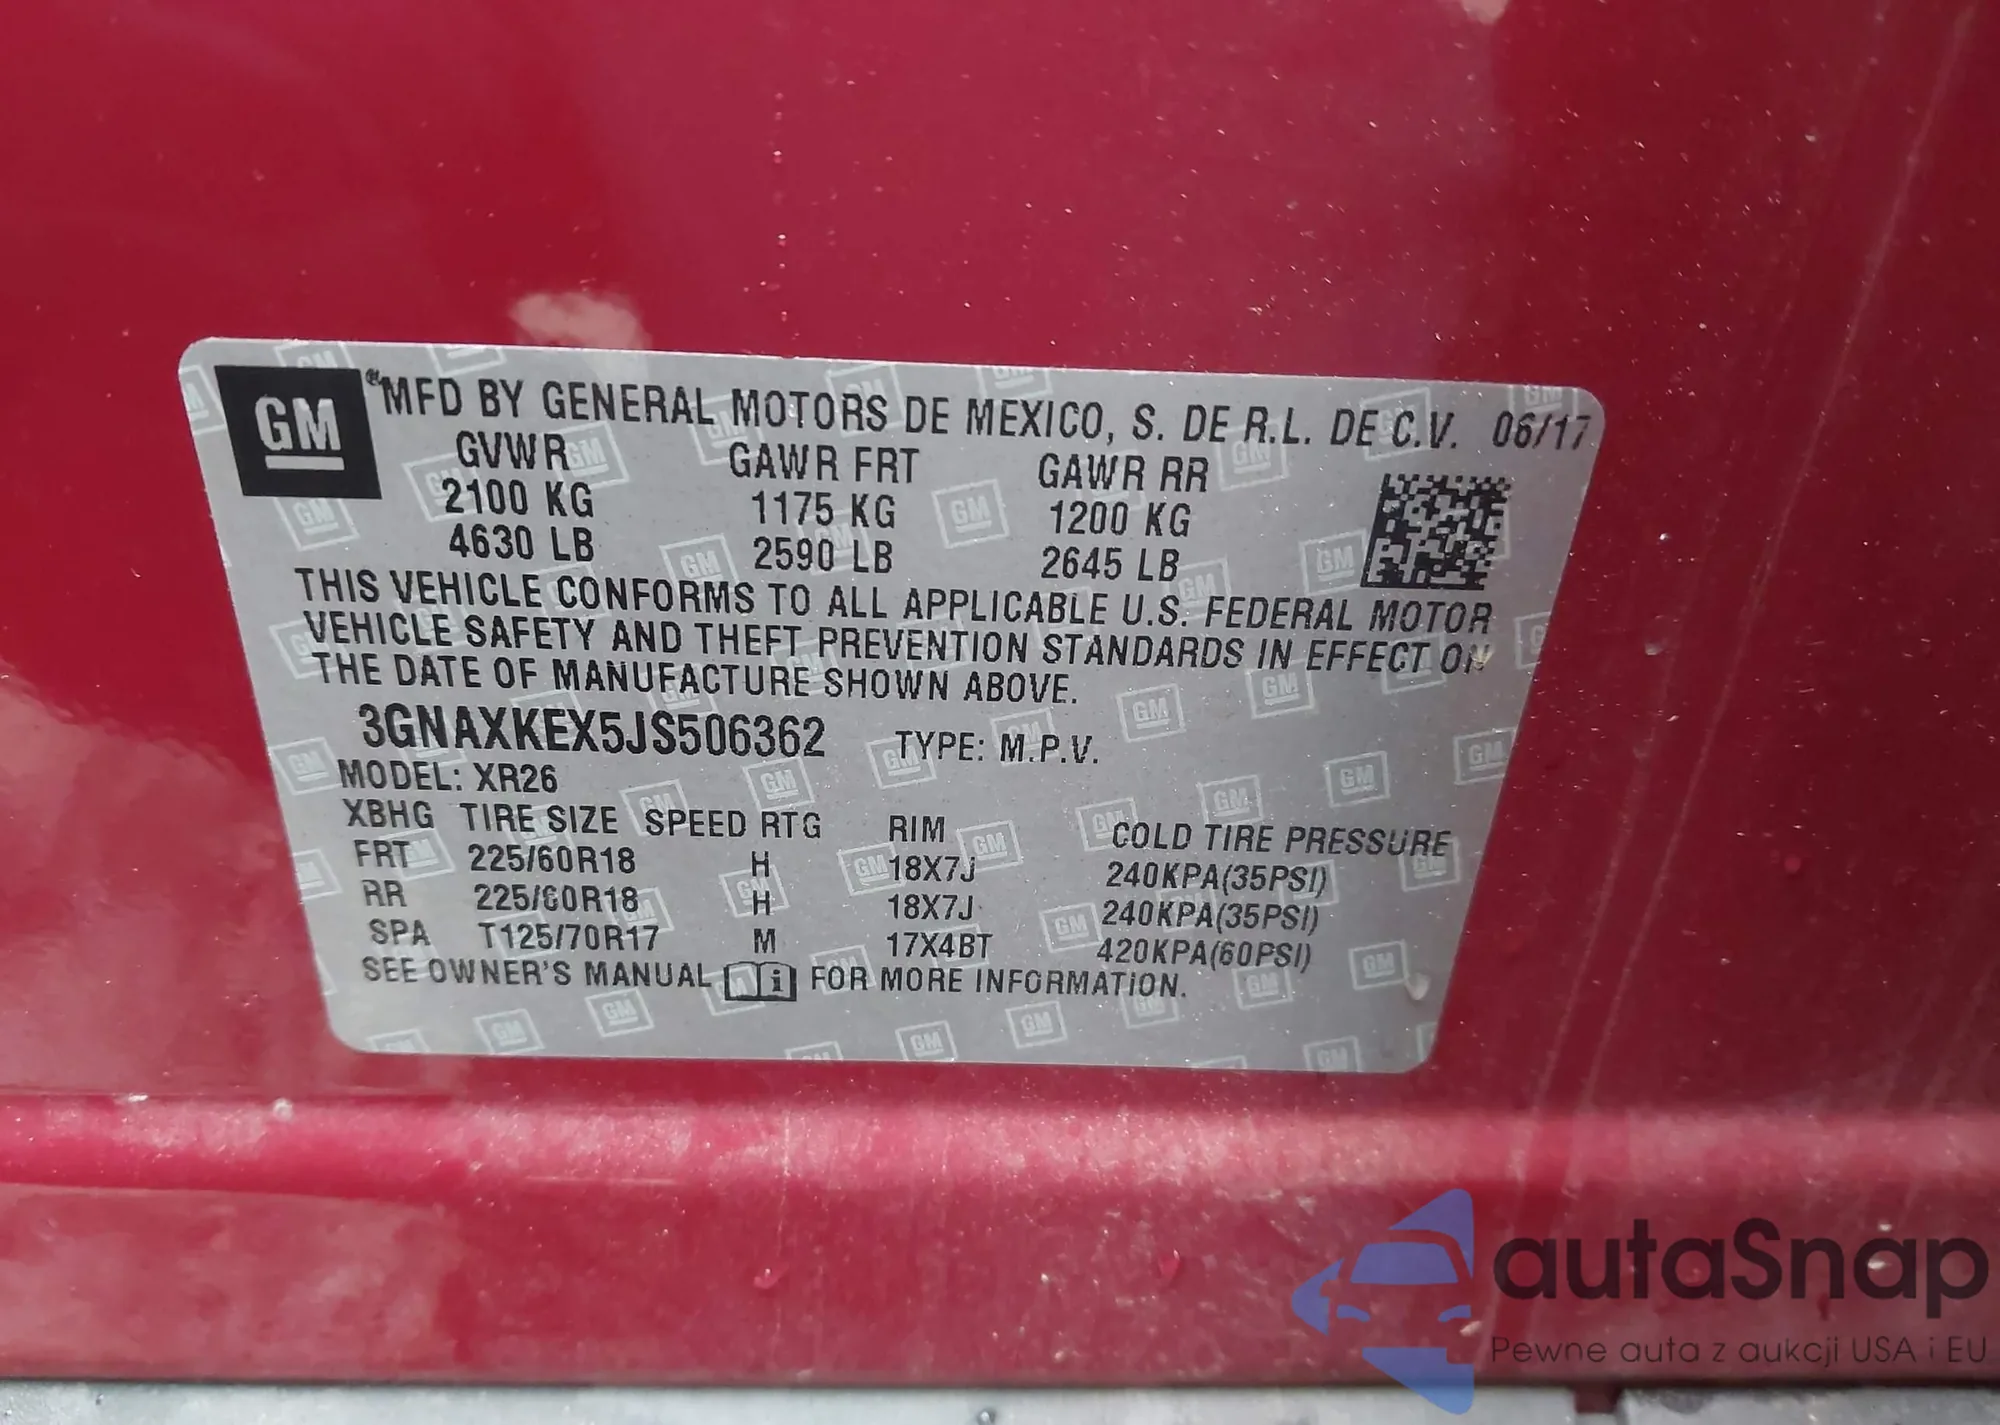 GM ® MFD BY GENERAL MOTORS DE MEXICO, S. DE R.L. DE C.V. 06/17
GVWR GAWR FRT GAWR RR
2100 KG 1175 KG 1200 KG
4630 LB 2590 LB 2645 LB
THIS VEHICLE CONFORMS TO ALL APPLICABLE U.S. FEDERAL MOTOR
VEHICLE SAFETY AND THEFT PREVENTION STANDARDS IN EFFECT ON
THE DATE OF MANUFACTURE SHOWN ABOVE.
3GNAXKEX5JS506362 TYPE: M.P.V.
MODEL: XR26
XBHG TIRE SIZE SPEED RTG RIM COLD TIRE PRESSURE
FRT 225/60R18 H 18X7J 240KPA(35PSI)
RR 225/60R18 H 18X7J 240KPA(35PSI)
SPA T125/70R17 M 17X4BT 420KPA(60PSI)
SEE OWNER'S MANUAL i FOR MORE INFORMATION.
autaSnap
Pewne auta z aukcji USA i EU